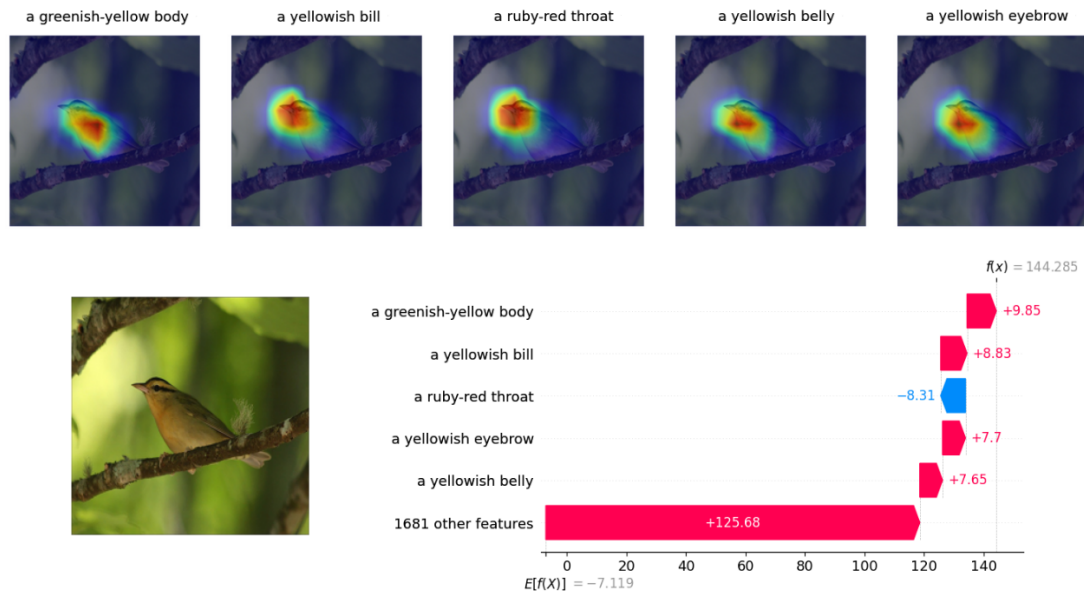 a greenish-yellow body
a yellowish bill
a ruby-red throat
a yellowish belly
a yellowish eyebrow
f(x) = 144.285
a greenish-yellow body
+9.85
a yellowish bill
+8.83
a ruby-red throat
−8.31
a yellowish eyebrow
+7.7
a yellowish belly
+7.65
1681 other features
+125.68
0 20 40 60 80 100 120 140
E[f(X)] = −7.119